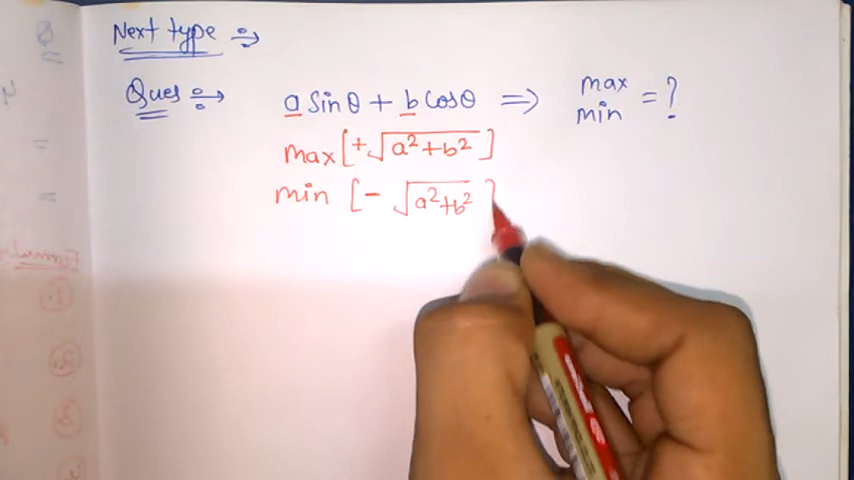 Next type ÷>
Ques ÷> a Sinθ + b Cosθ => max min = ?
max [+√a²+b²]
min [-√a²+b²]